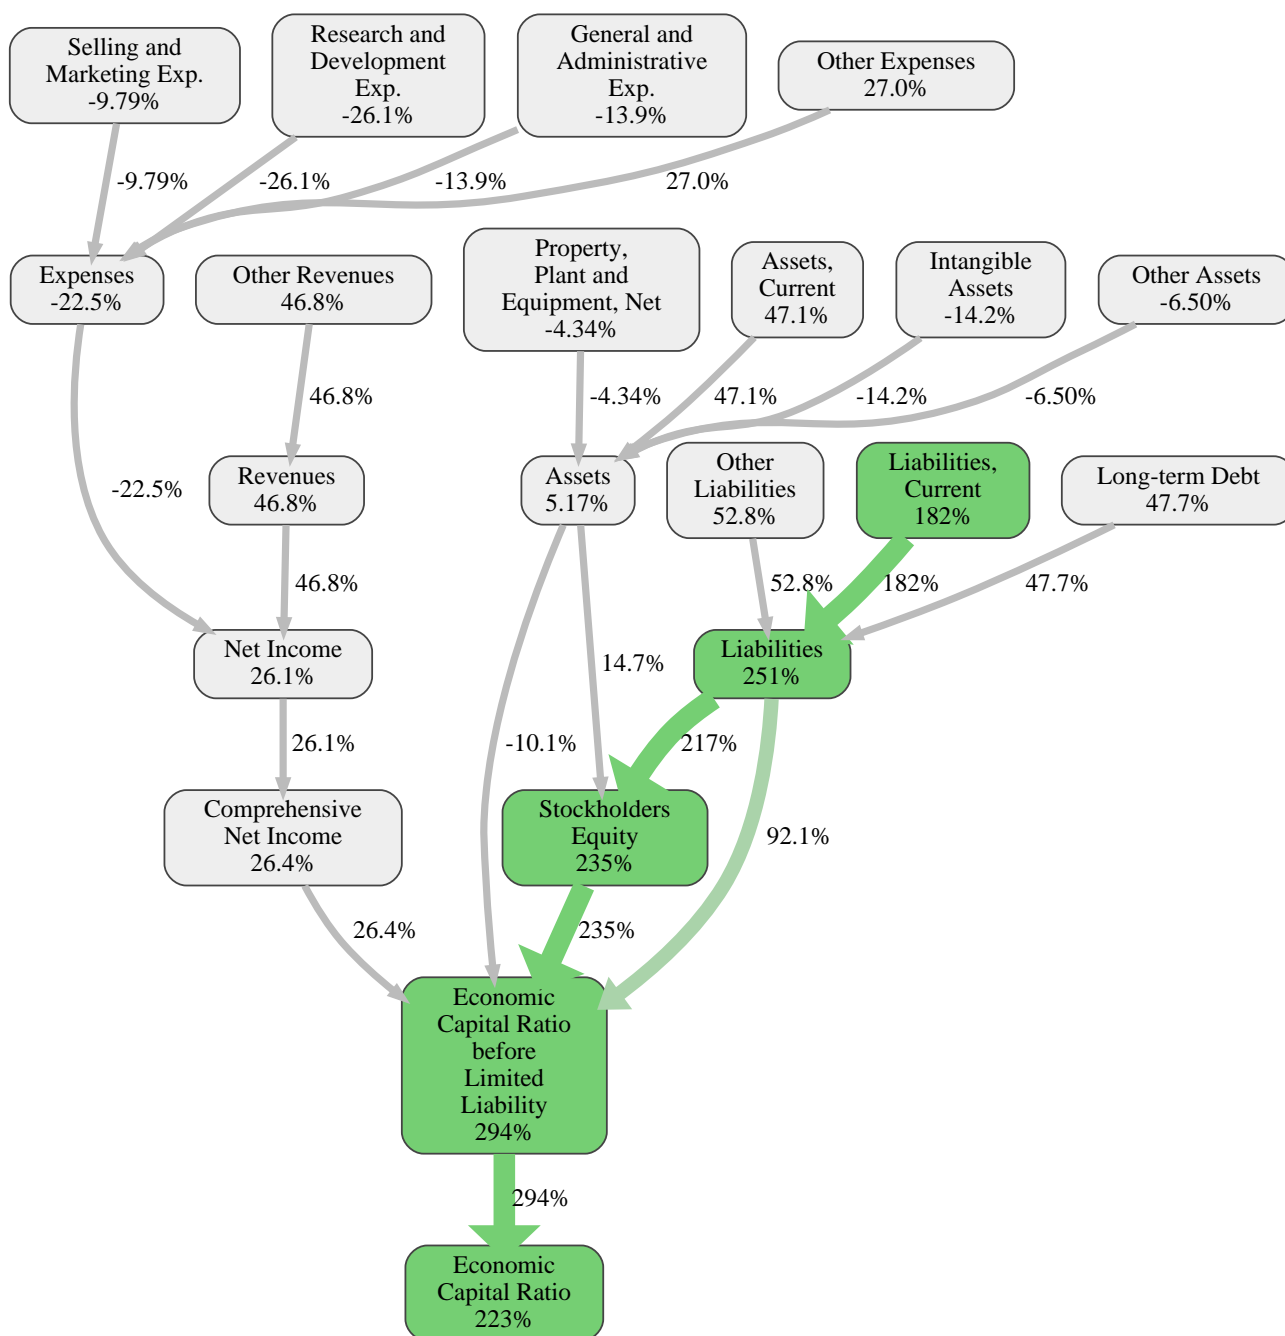 Selling and
Marketing Exp.
-9.79%
Research and
Development
Exp.
-26.1%
General and
Administrative
Exp.
-13.9%
Other Expenses
27.0%
-9.79%
-26.1%
-13.9%
27.0%
Expenses
-22.5%
Other Revenues
46.8%
Property,
Plant and
Equipment, Net
-4.34%
Assets,
Current
47.1%
Intangible
Assets
-14.2%
Other Assets
-6.50%
46.8%
-4.34%
47.1%
-14.2%
-6.50%
-22.5%
Revenues
46.8%
Assets
5.17%
Other
Liabilities
52.8%
Liabilities,
Current
182%
Long-term Debt
47.7%
46.8%
52.8%
182%
47.7%
Net Income
26.1%
14.7%
Liabilities
251%
26.1%
-10.1%
217%
Comprehensive
Net Income
26.4%
Stockholders
Equity
235%
92.1%
26.4%
235%
Economic
Capital Ratio
before
Limited
Liability
294%
294%
Economic
Capital Ratio
223%